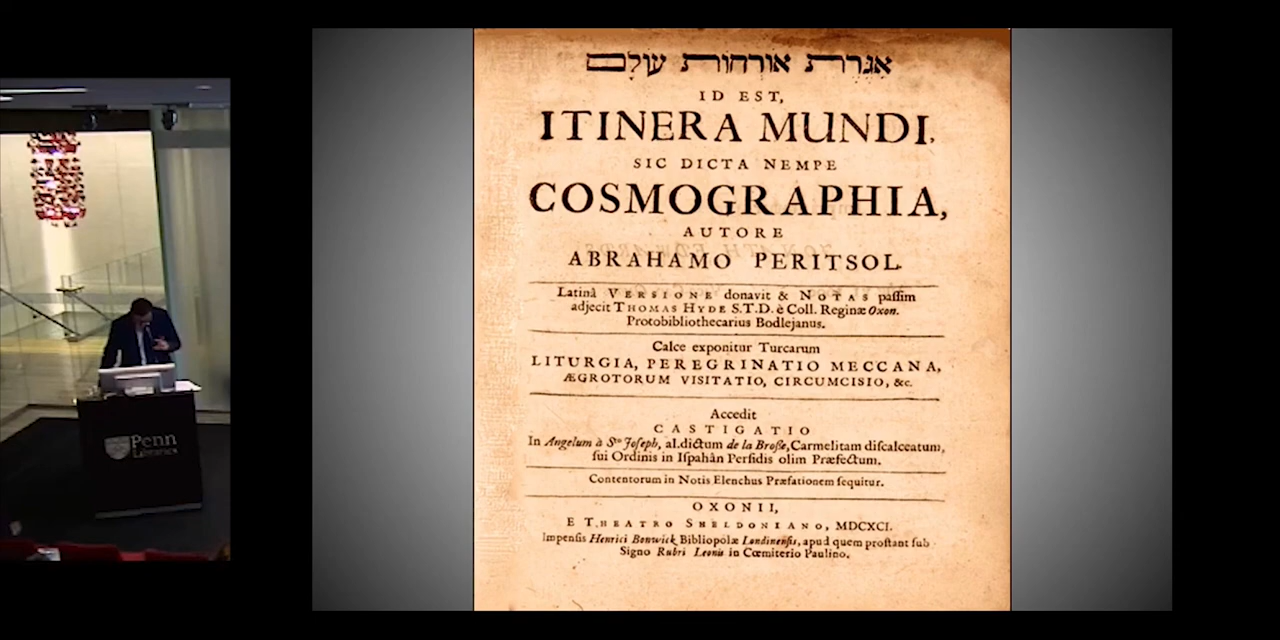 Penn
Libraries
אגרת אורחות עולם
ID EST,
ITINERA MUNDI,
SIC DICTA NEMPE
COSMOGRAPHIA,
AUTORE
ABRAHAMO PERITSOL.
Latinâ VERSIONE donavit & NOTAS paſſim
adjecit THOMAS HYDE S.T.D. è Coll. Reginæ Oxon.
Protobibliothecarius Bodlejanus.
Calce exponitur Turcarum
LITURGIA, PEREGRINATIO MECCANA,
ÆGROTORUM VISITATIO, CIRCUMCISIO, &c.
Accedit
CASTIGATIO
In Angelum à Sto Joſeph, al. dictum de la Broſſe, Carmelitam diſcalceatum,
ſui Ordinis in Iſpahân Perſidis olim Præfectum.
Contentorum in Notis Elenchus Præfationem ſequitur.
OXONII,
E THEATRO SHELDONIANO, MDCXCI.
Impenſis Henrici Bonwick Bibliopolæ Londinenſis, apud quem proſtant ſub
Signo Rubri Leonis in Cœmiterio Paulino.